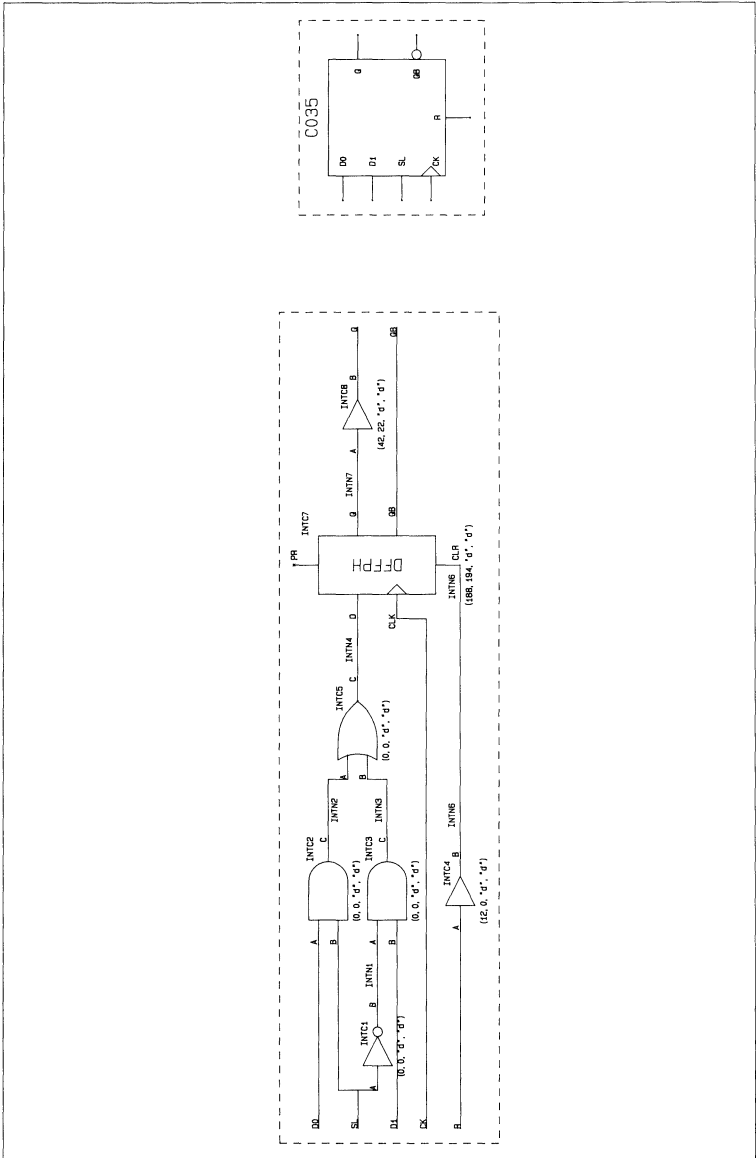 C035
D0
D1
SL
CK
Q
QB
R
D0
SL
D1
CK
R
INTC1
A
B
(0, 0, "d", "d")
INTN1
INTC2
A
B
C
(0, 0, "d", "d")
INTN2
INTC3
A
B
C
(0, 0, "d", "d")
INTN3
INTC4
A
B
(12, 0, "d", "d")
INTN6
INTC5
A
B
C
(0, 0, "d", "d")
INTN4
D
CLK
PR
INTC7
DFFPH
Q
QB
INTN6
CLR
(188, 194, "d", "d")
INTN7
INTC8
A
B
(42, 22, "d", "d")
Q
QB